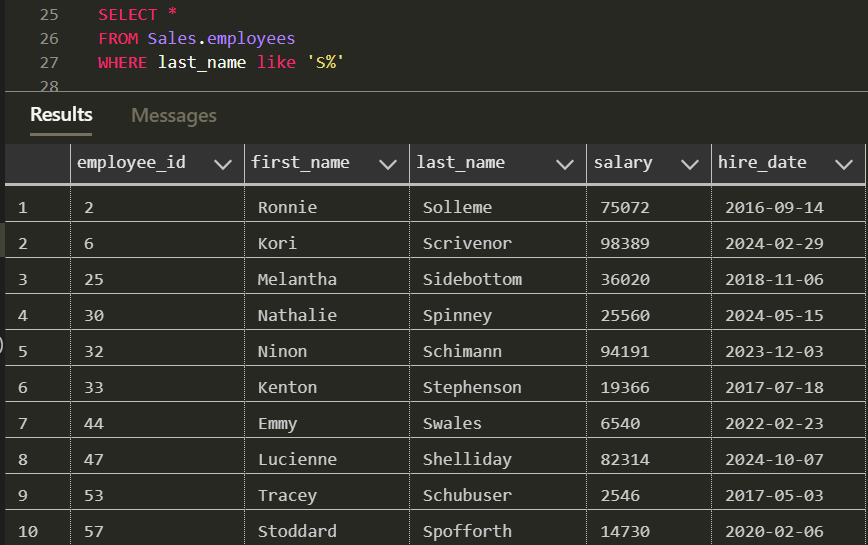 25 SELECT *
26 FROM Sales.employees
27 WHERE last_name like 'S%'
28
Results Messages
employee_id first_name last_name salary hire_date
1 2 Ronnie Solleme 75072 2016-09-14
2 6 Kori Scrivenor 98389 2024-02-29
3 25 Melantha Sidebottom 36020 2018-11-06
4 30 Nathalie Spinney 25560 2024-05-15
5 32 Ninon Schimann 94191 2023-12-03
6 33 Kenton Stephenson 19366 2017-07-18
7 44 Emmy Swales 6540 2022-02-23
8 47 Lucienne Shelliday 82314 2024-10-07
9 53 Tracey Schubuser 2546 2017-05-03
10 57 Stoddard Spofforth 14730 2020-02-06